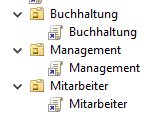 Buchhaltung
Buchhaltung
Management
Management
Mitarbeiter
Mitarbeiter